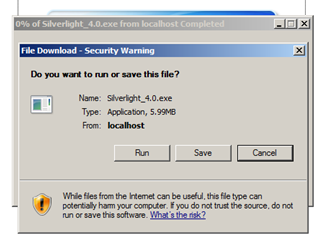 0% of Silverlight_4.0.exe from localhost Completed
File Download - Security Warning
Do you want to run or save this file?
Name: Silverlight_4.0.exe
Type: Application, 5.99MB
From: localhost
Run Save Cancel
While files from the Internet can be useful, this file type can
potentially harm your computer. If you do not trust the source, do not
run or save this software. What's the risk?